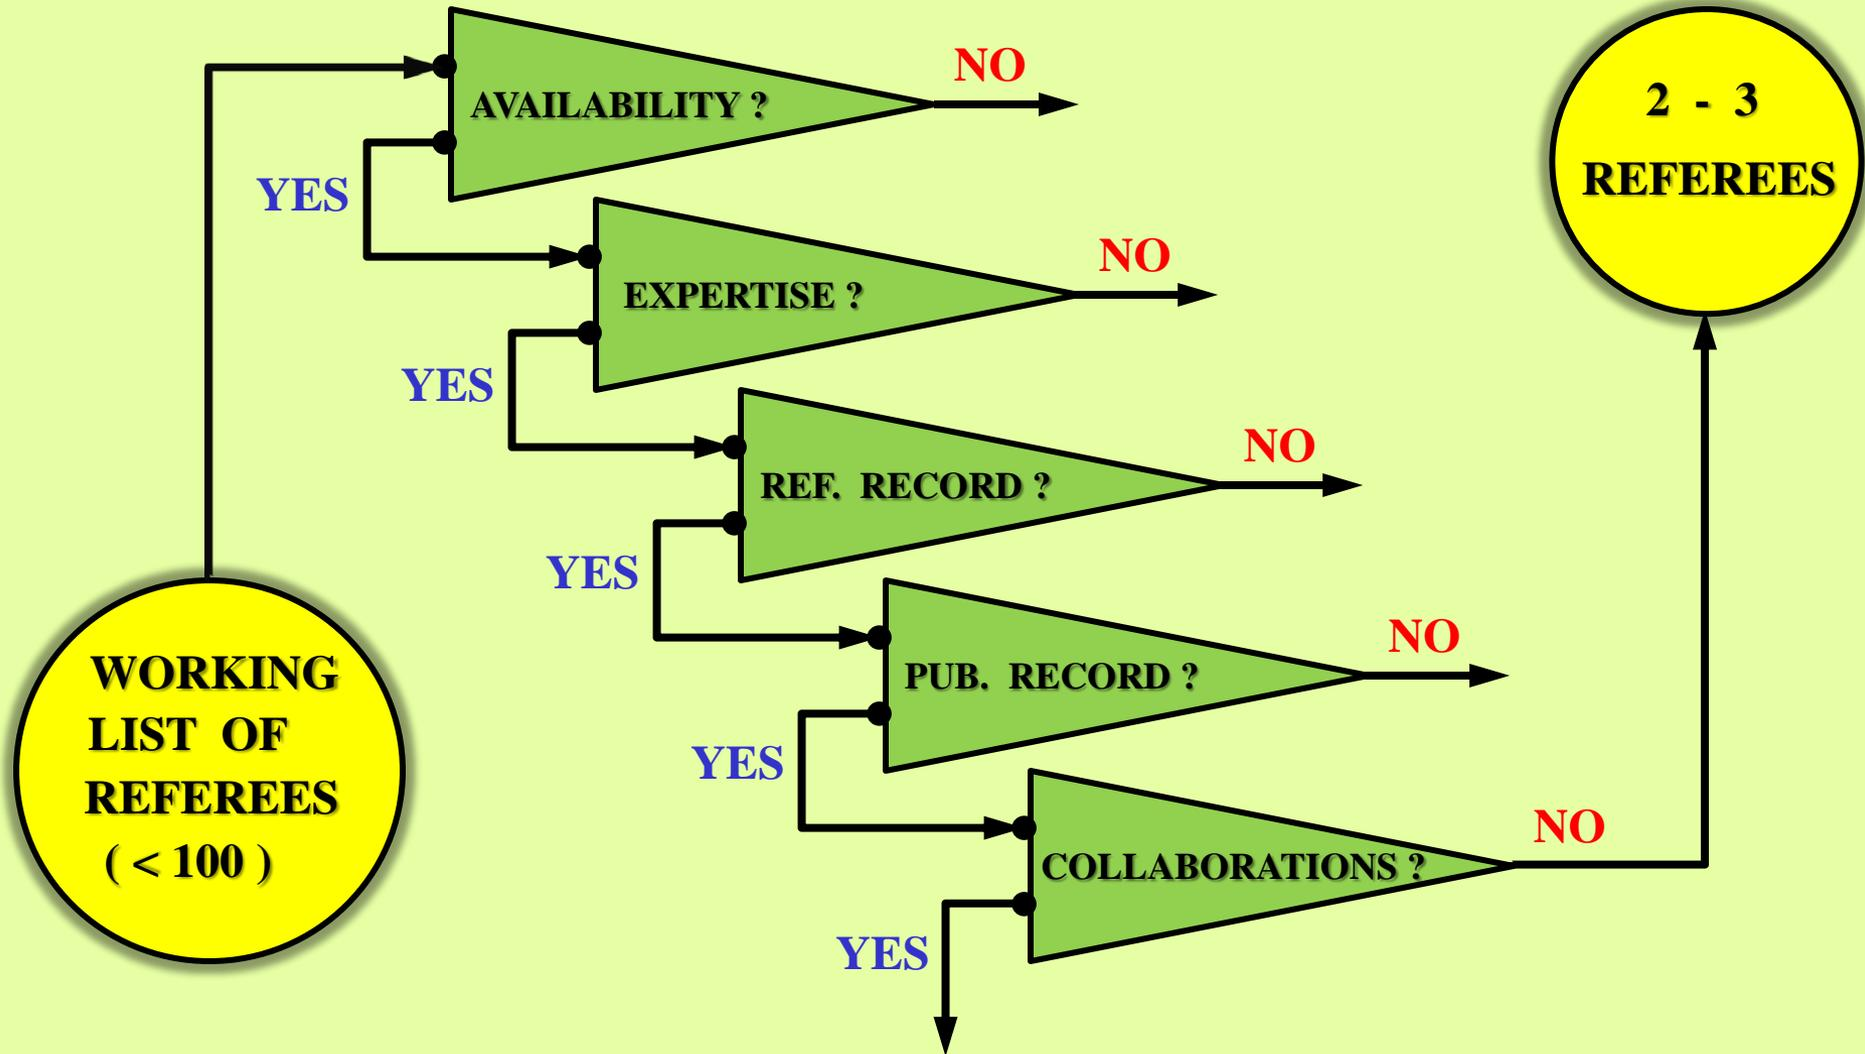 NO
AVAILABILITY ?
YES
NO
EXPERTISE ?
YES
NO
REF. RECORD ?
YES
NO
PUB. RECORD ?
YES
NO
COLLABORATIONS ?
YES
WORKING
LIST OF
REFEREES
( < 100 )
2 - 3
REFEREES